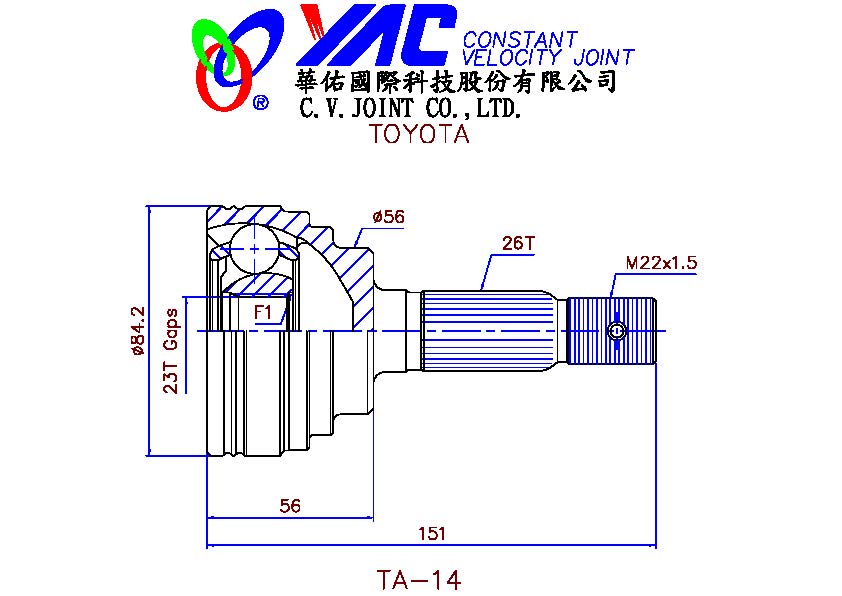 YAC CONSTANT
VELOCITY JOINT
華佑國際科技股份有限公司
®
C.V.JOINT CO.,LTD.
TOYOTA
ø56
26T
M22x1.5
F1
ø84.2
23T Gaps
56
151
TA-14